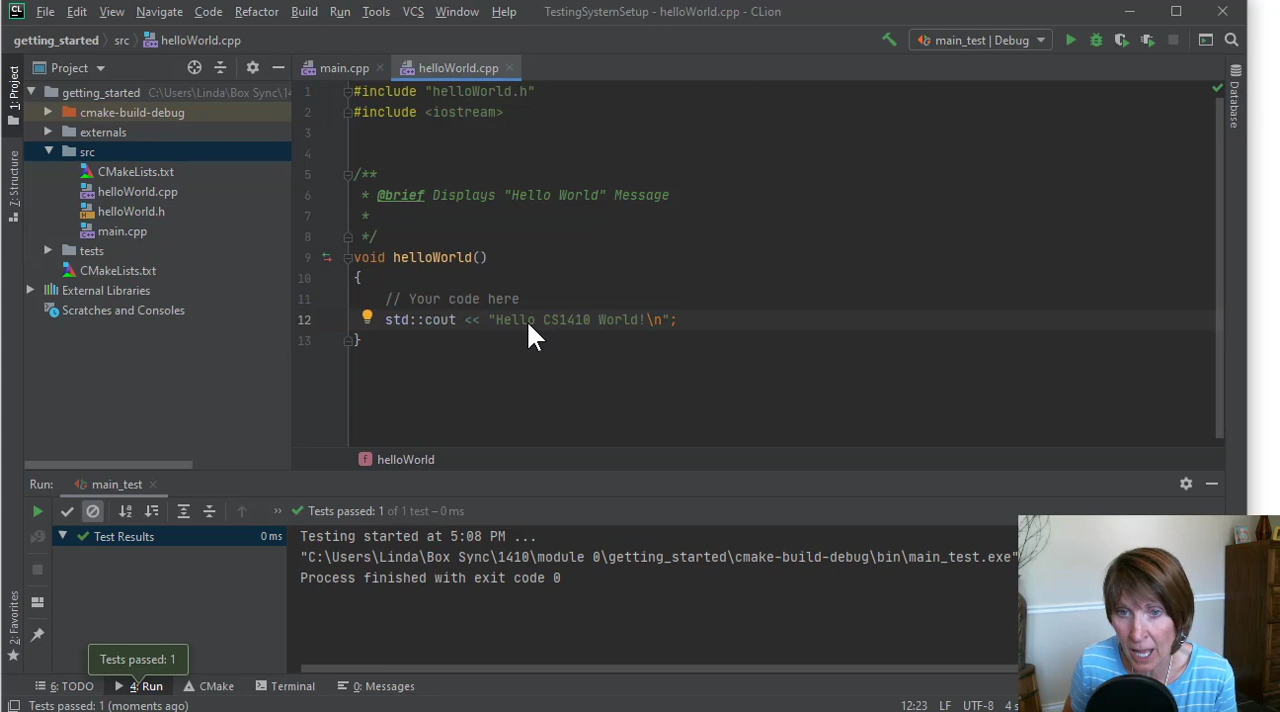 CL File Edit View Navigate Code Refactor Build Run Tools VCS Window Help TestingSystemSetup - helloWorld.cpp - CLion
getting_started src helloWorld.cpp main_test | Debug
1: Project
Project main.cpp helloWorld.cpp
getting_started C:\Users\Linda\Box Sync\14
cmake-build-debug
externals
src
CMakeLists.txt
helloWorld.cpp
helloWorld.h
main.cpp
tests
CMakeLists.txt
External Libraries
Scratches and Consoles
7: Structure
1 #include "helloWorld.h"
2 #include <iostream>
3
4
5 /**
6 * @brief Displays "Hello World" Message
7 *
8 */
9 void helloWorld()
10 {
11 // Your code here
12 std::cout << "Hello CS1410 World!\n";
13 }
Database
f helloWorld
Run: main_test
Tests passed: 1 of 1 test – 0 ms
Test Results 0 ms
Testing started at 5:08 PM ...
"C:\Users\Linda\Box Sync\1410\module 0\getting_started\cmake-build-debug\bin\main_test.exe"
Process finished with exit code 0
2: Favorites
Tests passed: 1
6: TODO 4: Run CMake Terminal 0: Messages
Tests passed: 1 (moments ago) 12:23 LF UTF-8 4 s